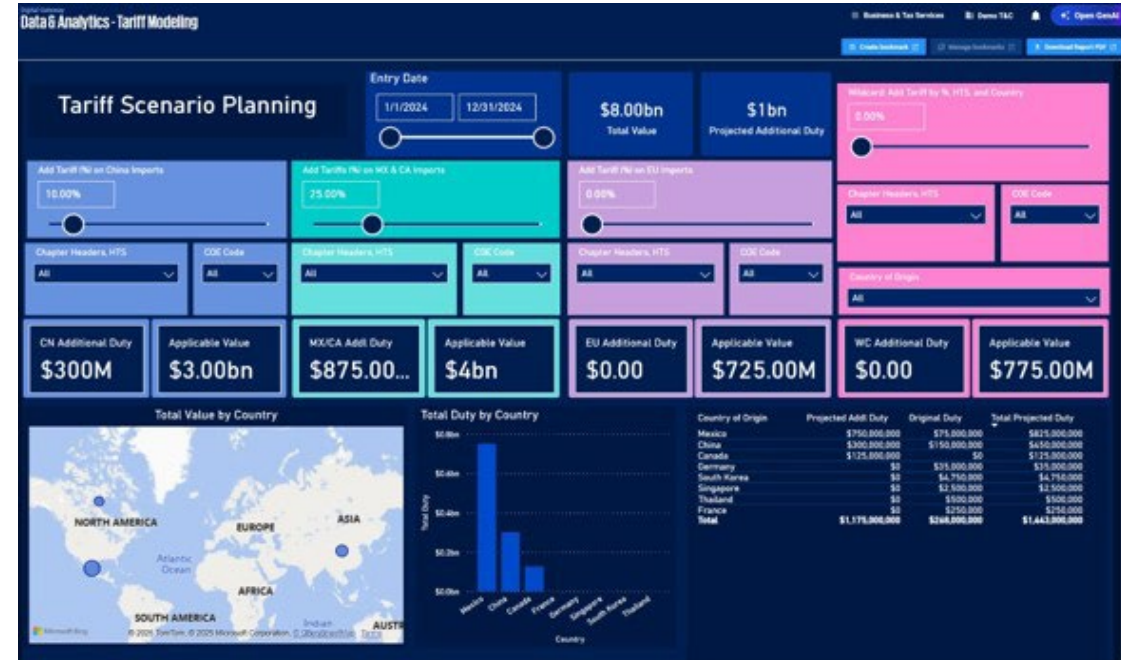 Digital Gateway
Data & Analytics - Tariff Modeling
Business & Tax Services
Demo T&C
Open GenAI
Create bookmark
Manage bookmarks
Download Report PDF
Tariff Scenario Planning
Entry Date
1/1/2024
12/31/2024
$8.00bn
Total Value
$1bn
Projected Additional Duty
Wildcard: Add Tariff by %, HTS, and Country
0.00%
Add Tariff (%) on China Imports
10.00%
Add Tariffs (%) on MX & CA Imports
25.00%
Add Tariff (%) on EU Imports
0.00%
Chapter Headers, HTS
All
COE Code
All
Chapter Headers, HTS
All
COE Code
All
Chapter Headers, HTS
All
COE Code
All
Chapter Headers, HTS
All
COE Code
All
Country of Origin
All
CN Additional Duty
$300M
Applicable Value
$3.00bn
MX/CA Addl Duty
$875.00...
Applicable Value
$4bn
EU Additional Duty
$0.00
Applicable Value
$725.00M
WC Additional Duty
$0.00
Applicable Value
$775.00M
Total Value by Country
NORTH AMERICA
EUROPE
ASIA
Atlantic
Ocean
AFRICA
SOUTH AMERICA
Indian
AUSTR
Microsoft Bing
© 2025 TomTom, © 2025 Microsoft Corporation, © OpenStreetMap Terms
Total Duty by Country
Total Duty
$0.8bn
$0.6bn
$0.4bn
$0.2bn
$0.0bn
Mexico
China
Canada
France
Germany
Singapore
South Korea
Thailand
Country
Country of Origin Projected Addl Duty Original Duty Total Projected Duty
Mexico $750,000,000 $75,000,000 $825,000,000
China $300,000,000 $150,000,000 $450,000,000
Canada $125,000,000 $0 $125,000,000
Germany $0 $35,000,000 $35,000,000
South Korea $0 $4,750,000 $4,750,000
Singapore $0 $2,500,000 $2,500,000
Thailand $0 $500,000 $500,000
France $0 $250,000 $250,000
Total $1,175,000,000 $268,000,000 $1,443,000,000